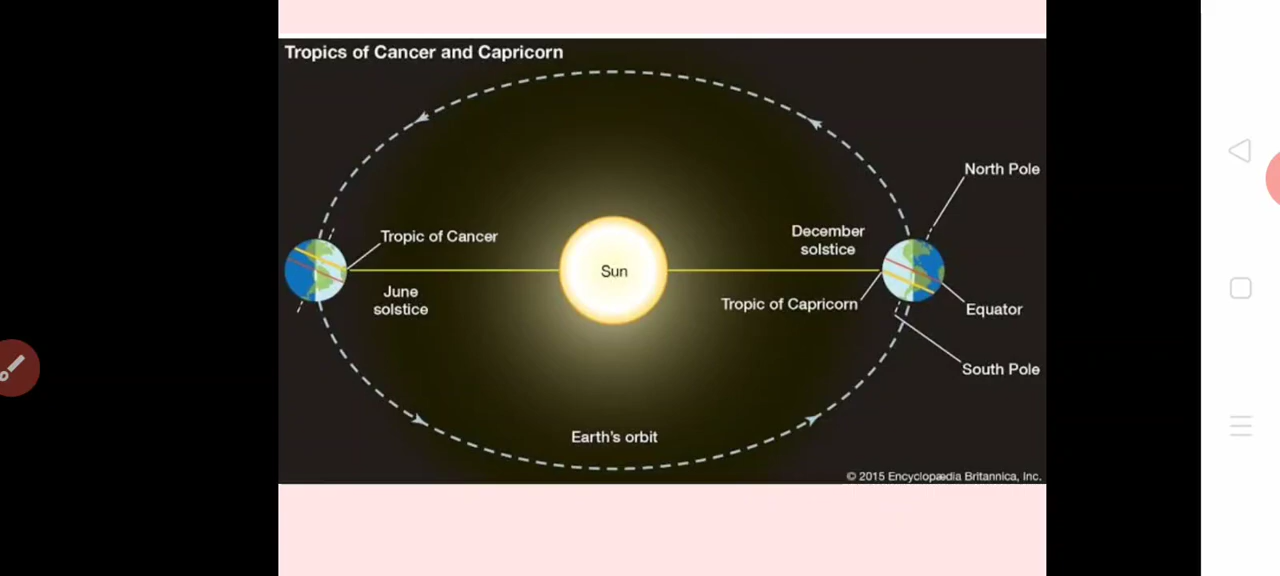 Tropics of Cancer and Capricorn
North Pole
Tropic of Cancer
December
solstice
Sun
June
solstice
Tropic of Capricorn
Equator
South Pole
Earth's orbit
© 2015 Encyclopædia Britannica, Inc.